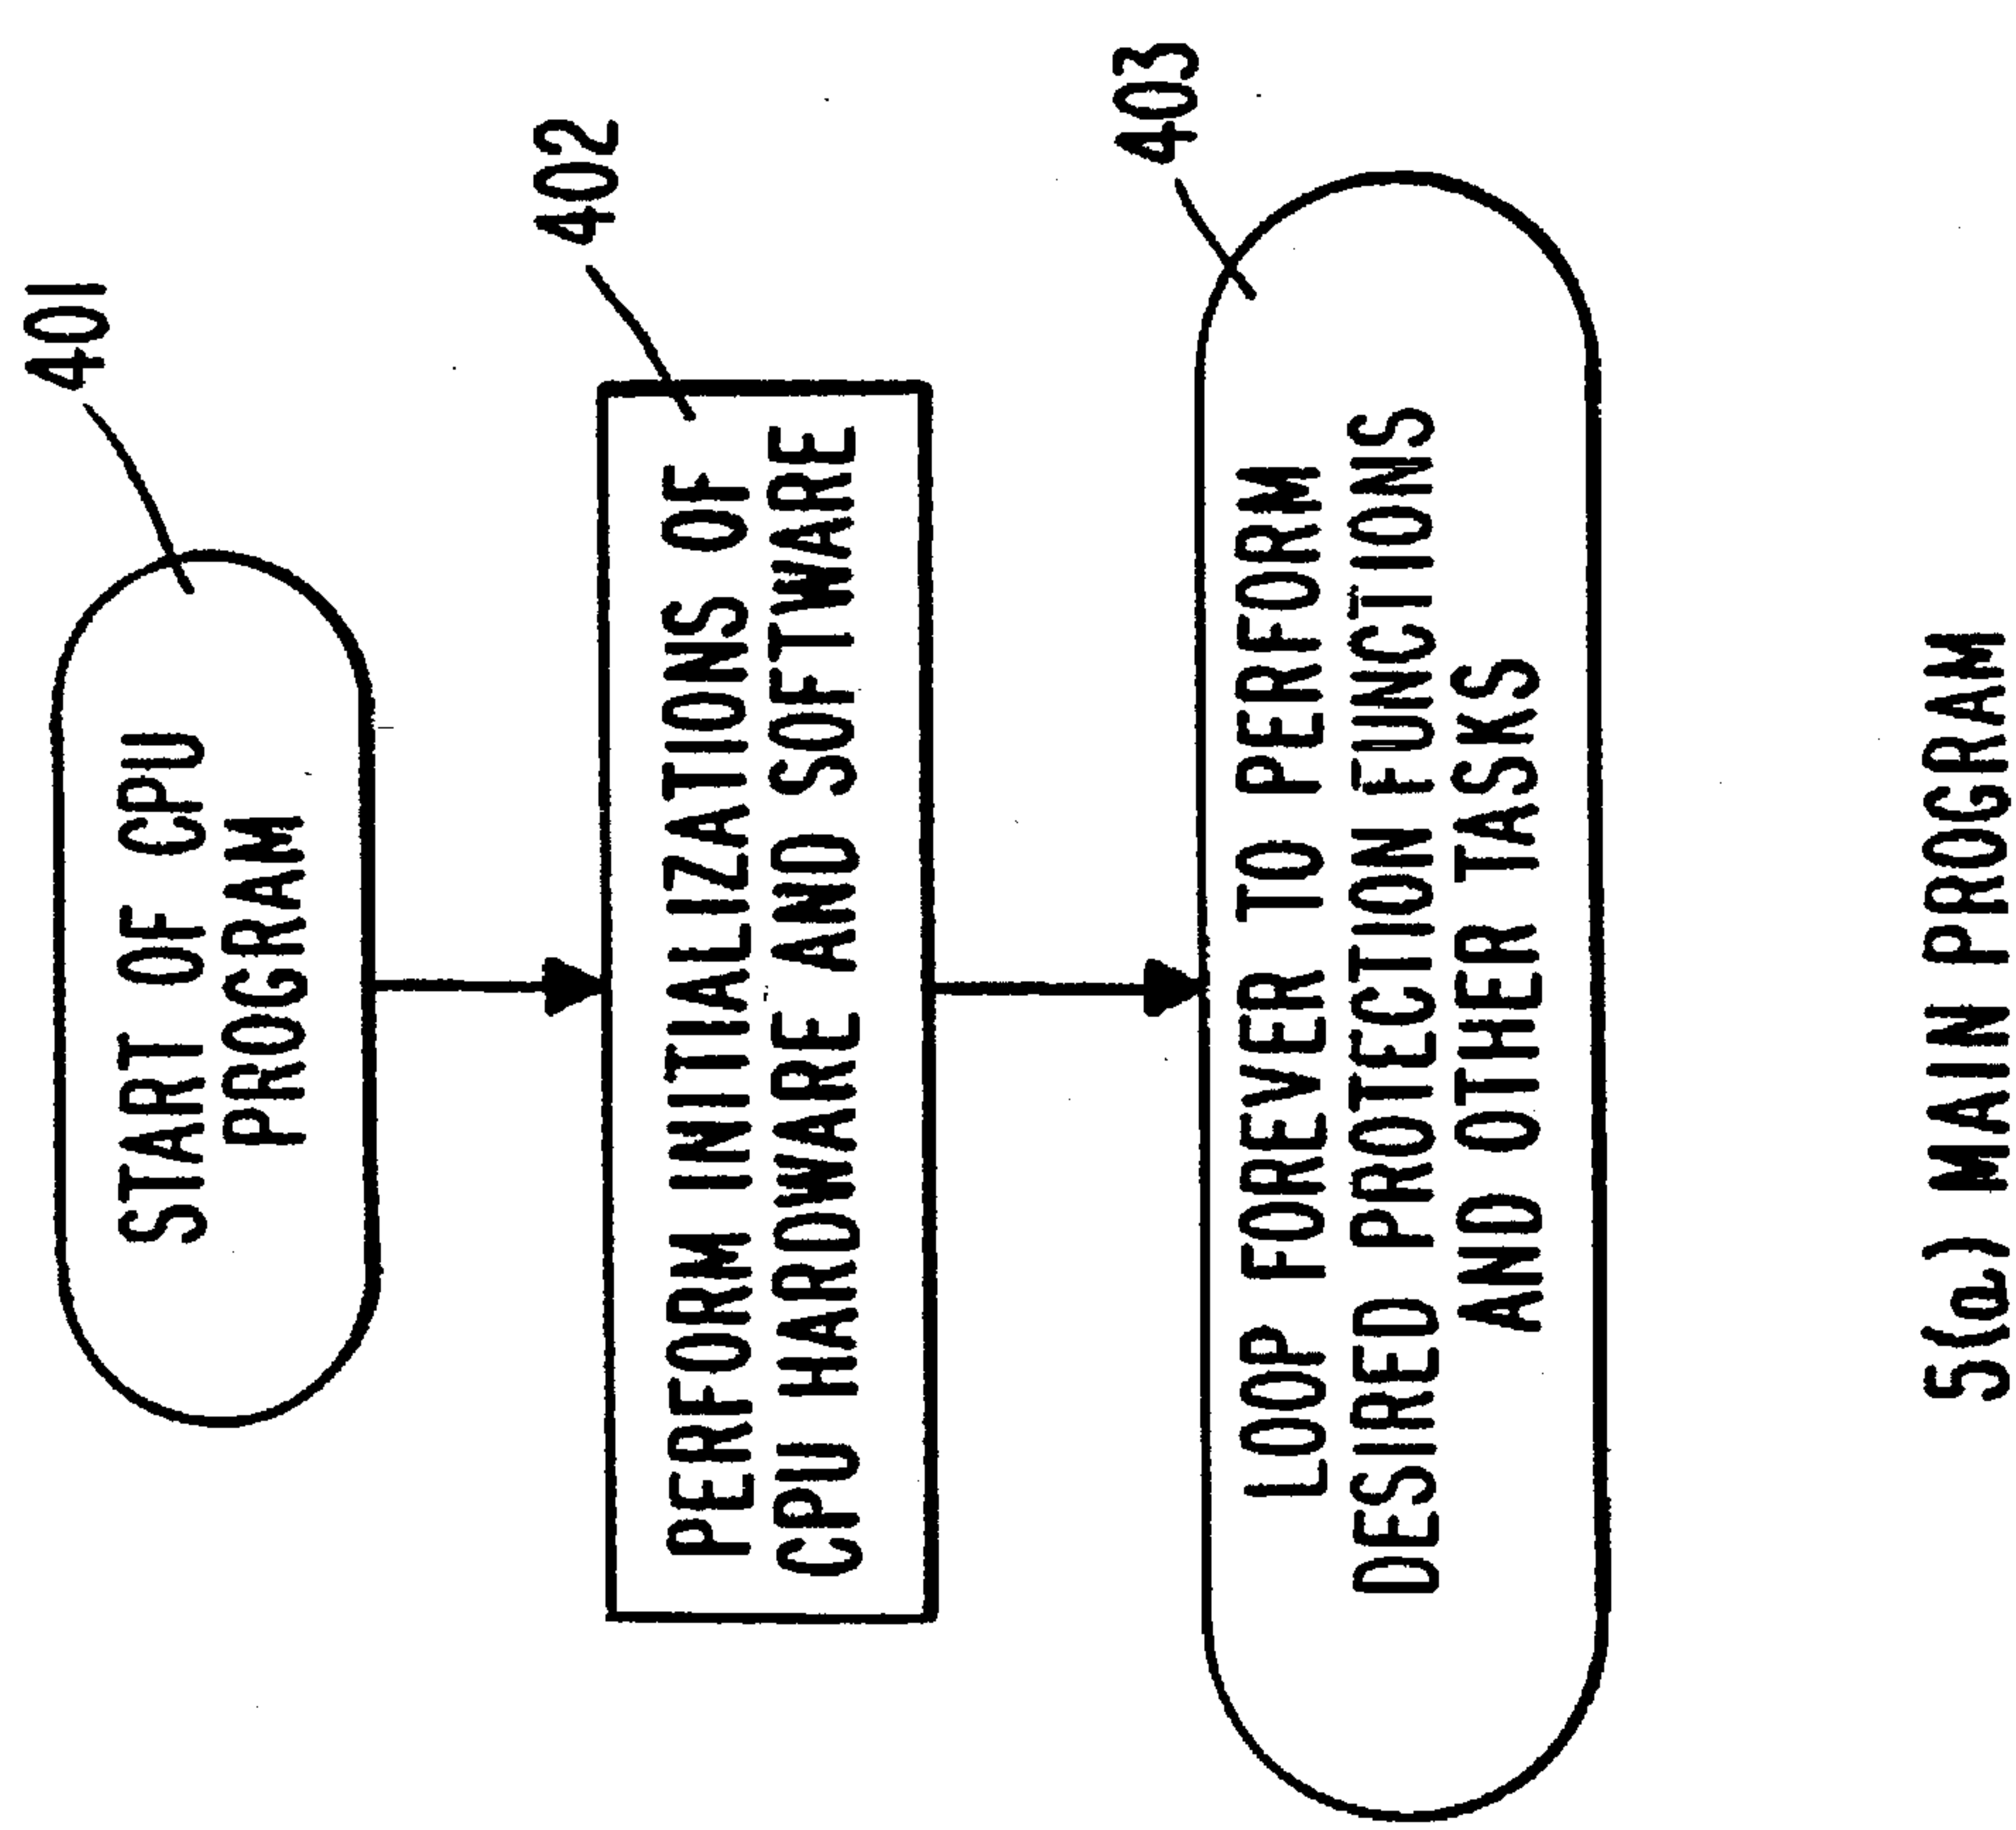 401
START OF CPU
PROGRAM
402
PERFORM INITIALIZATIONS OF
CPU HARDWARE AND SOFTWARE
403
LOOP FOREVER TO PERFORM
DESIRED PROTECTION FUNCTIONS
AND OTHER TASKS
5(a) MAIN PROGRAM